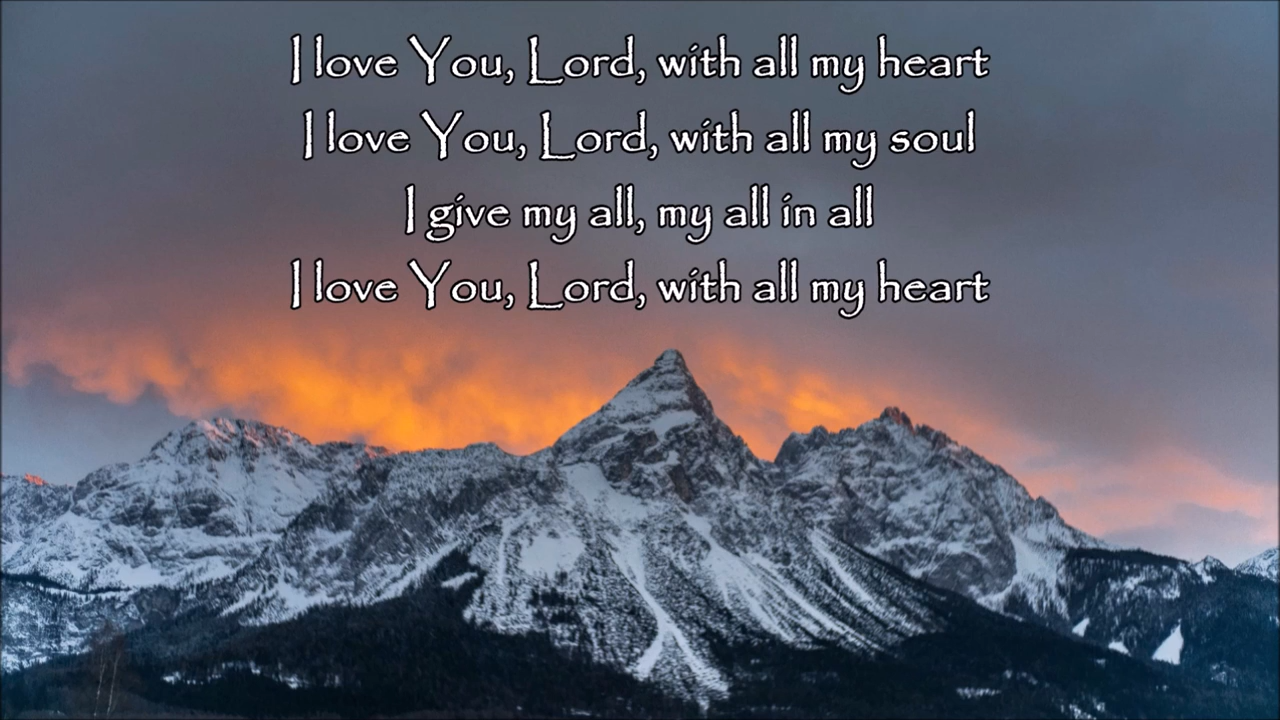 I love You, Lord, with all my heart
I love You, Lord, with all my soul
I give my all, my all in all
I love You, Lord, with all my heart